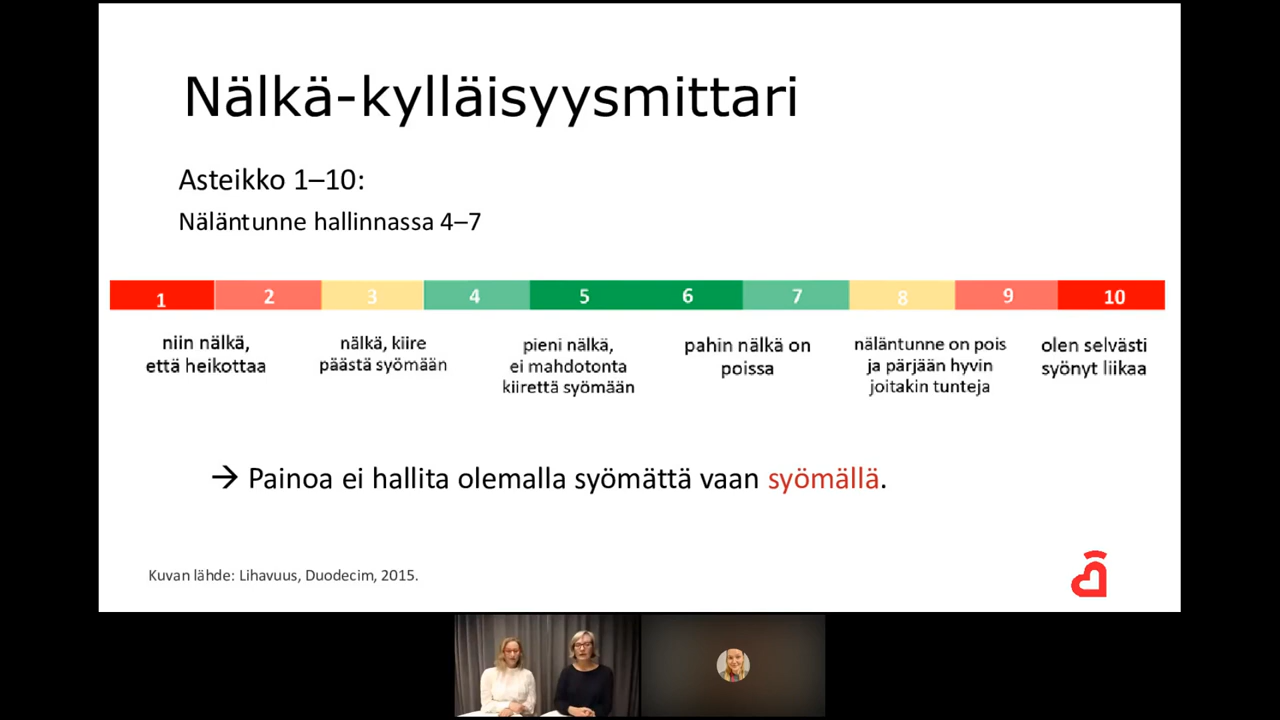 Nälkä-kylläisyysmittari
Asteikko 1–10:
Näläntunne hallinnassa 4–7
1 2 3 4 5 6 7 8 9 10
niin nälkä,
että heikottaa
nälkä, kiire
päästä syömään
pieni nälkä,
ei mahdotonta
kiirettä syömään
pahin nälkä on
poissa
näläntunne on pois
ja pärjään hyvin
joitakin tunteja
olen selvästi
syönyt liikaa
→ Painoa ei hallita olemalla syömättä vaan syömällä.
Kuvan lähde: Lihavuus, Duodecim, 2015.